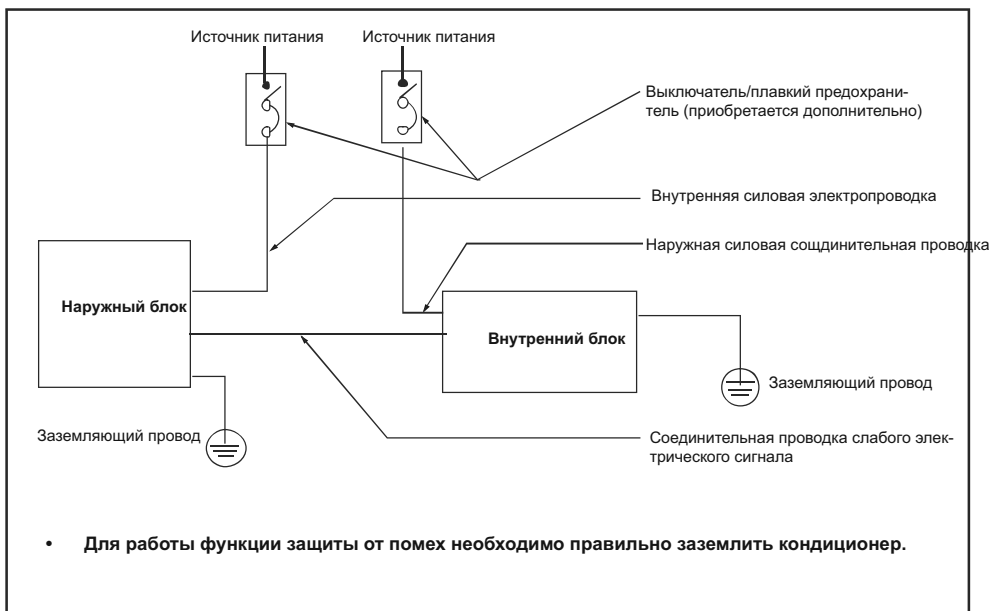 Источник питания
Источник питания
Выключатель/плавкий предохрани-
тель (приобретается дополнительно)
Внутренняя силовая электропроводка
Наружная силовая сощдинительная проводка
Наружный блок
Внутренний блок
Заземляющий провод
Заземляющий провод
Соединительная проводка слабого элек-
трического сигнала
• Для работы функции защиты от помех необходимо правильно заземлить кондиционер.